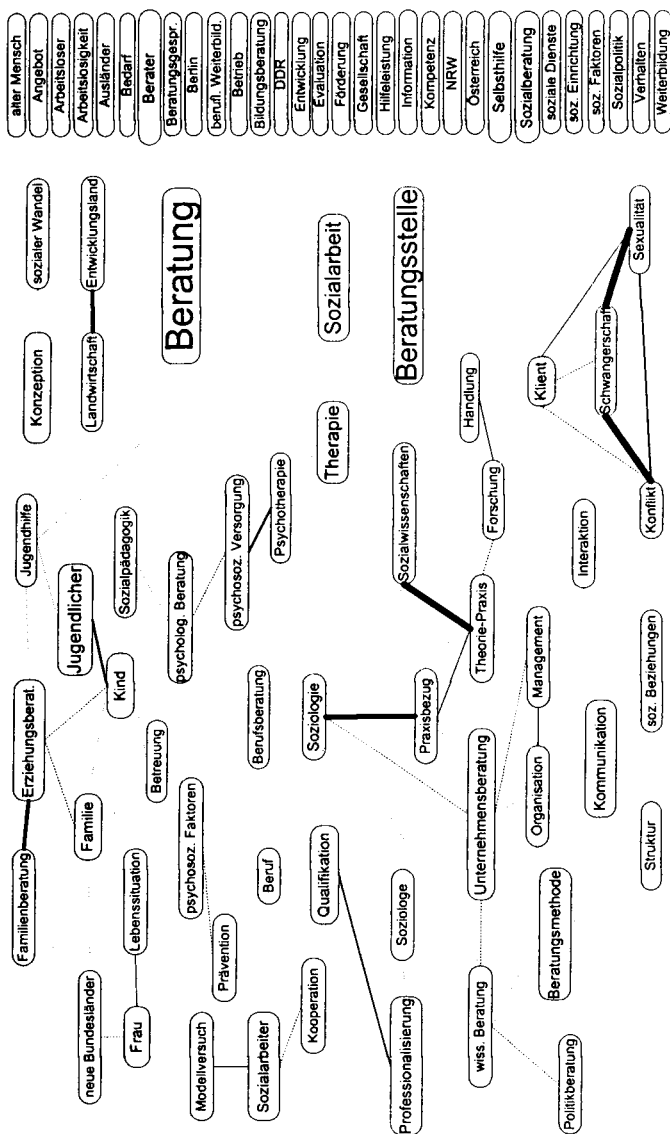 alter Mensch
Angebot
Arbeitsloser
Arbeitslosigkeit
Ausländer
Bedarf
Berater
Beratungsgespr.
Berlin
berufl. Weiterbild.
Betrieb
Bildungsberatung
DDR
Entwicklung
Evaluation
Förderung
Gesellschaft
Hilfeleistung
Information
Kompetenz
NRW
Österreich
Selbsthilfe
Sozialberatung
soziale Dienste
soz. Einrichtung
soz. Faktoren
Sozialpolitik
Verhalten
Weiterbildung
sozialer Wandel
Entwicklungsland
Konzeption
Landwirtschaft
Beratung
Sozialarbeit
Beratungsstelle
Therapie
Handlung
Klient
Schwangerschaft
Sexualität
Konflikt
Jugendhilfe
Jugendlicher
Sozialpädagogik
psycholog. Beratung
psychosoz. Versorgung
Psychotherapie
Sozialwissenschaften
Forschung
Interaktion
Erziehungsberat.
Kind
Familienberatung
Familie
Betreuung
Berufsberatung
Soziologie
Praxisbezug
Theorie-Praxis
Unternehmensberatung
Management
Organisation
Kommunikation
soz. Beziehungen
Struktur
neue Bundesländer
Lebenssituation
Frau
psychosoz. Faktoren
Prävention
Beruf
Qualifikation
Soziologe
Beratungsmethode
Modellversuch
Sozialarbeiter
Kooperation
Professionalisierung
wiss. Beratung
Politikberatung